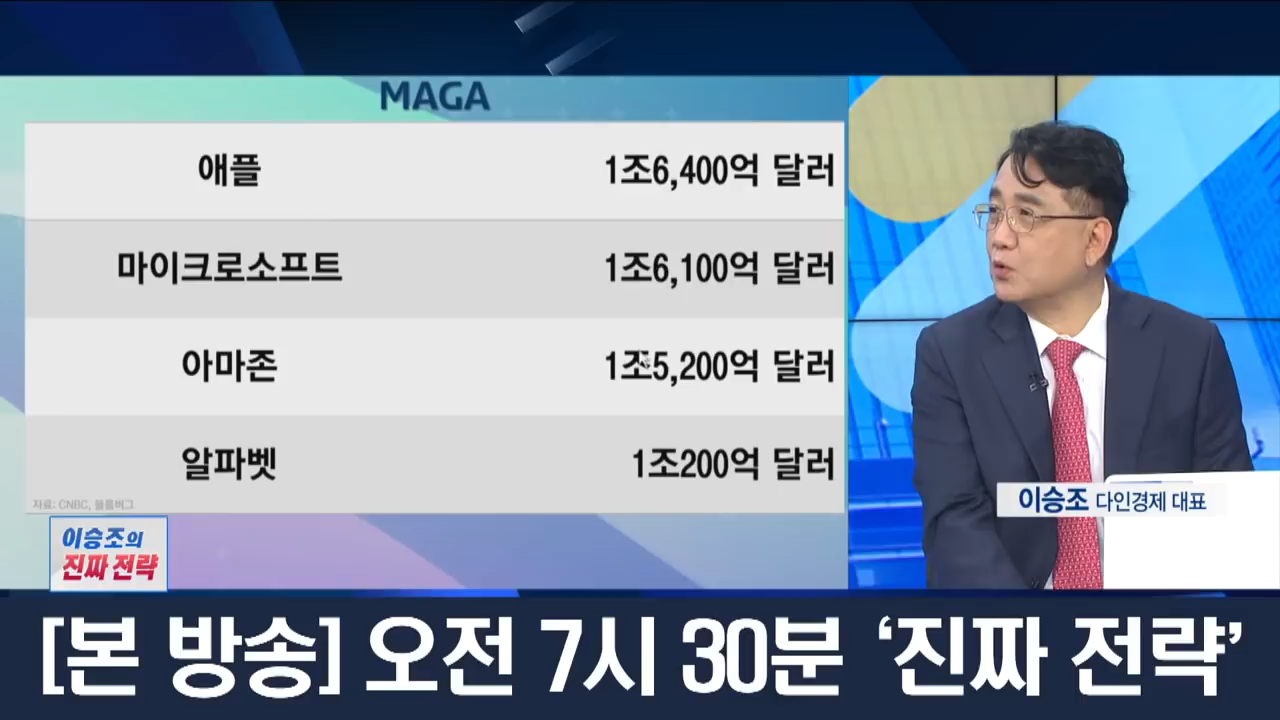 MAGA
애플 1조6,400억 달러
마이크로소프트 1조6,100억 달러
아마존 1조5,200억 달러
알파벳 1조200억 달러
자료: CNBC, 블룸버그
이승조 다인경제 대표
이승조의
진짜 전략
[본 방송] 오전 7시 30분 ‘진짜 전략’